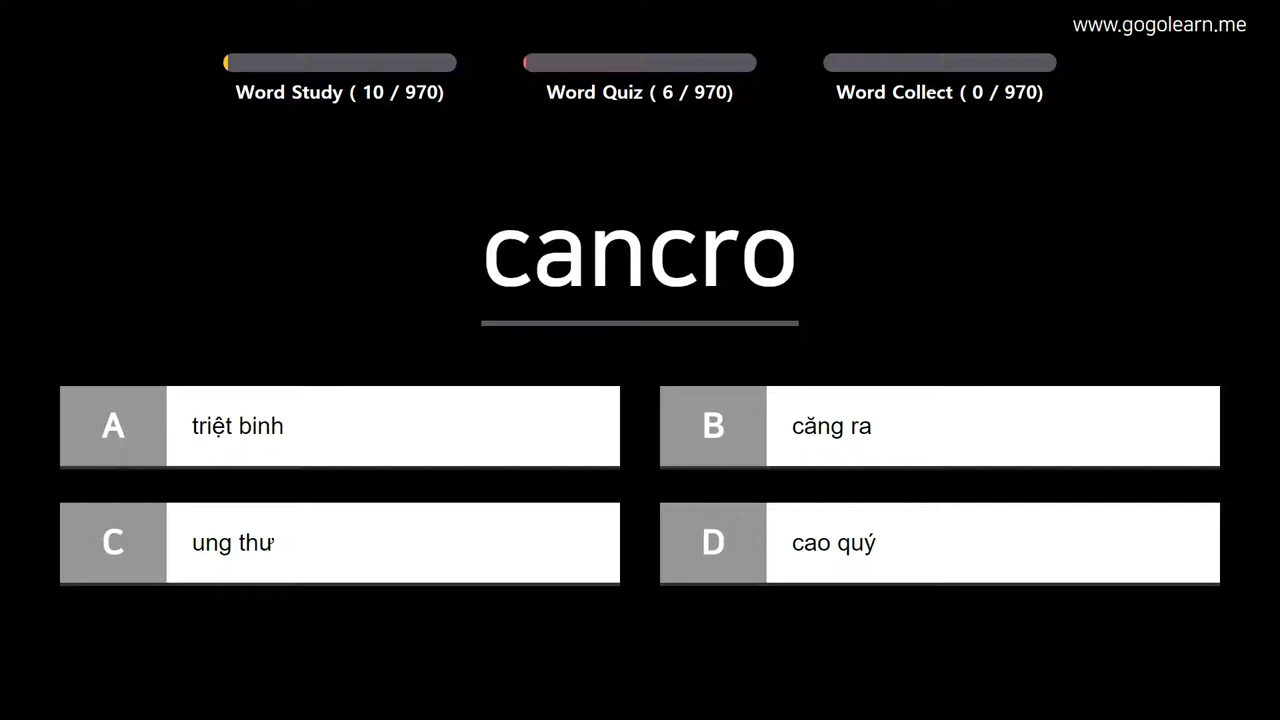 www.gogolearn.me
Word Study ( 10 / 970)
Word Quiz ( 6 / 970)
Word Collect ( 0 / 970)
cancro
A triệt binh
B căng ra
C ung thư
D cao quý